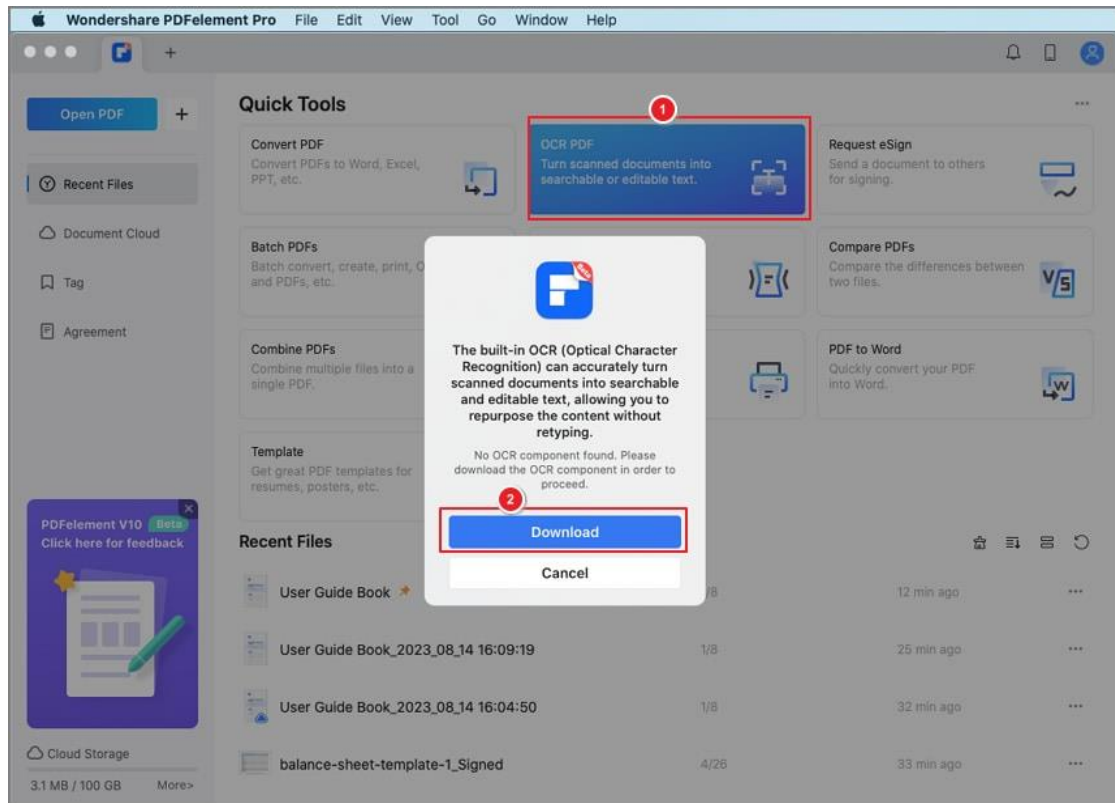 Wondershare PDFelement Pro File Edit View Tool Go Window Help
Open PDF
Recent Files
Document Cloud
Tag
Agreement
PDFelement V10 Beta
Click here for feedback
Cloud Storage
3.1 MB / 100 GB More>
Quick Tools
1
Convert PDF
Convert PDFs to Word, Excel,
PPT, etc.
OCR PDF
Turn scanned documents into
searchable or editable text.
Request eSign
Send a document to others
for signing.
Batch PDFs
Batch convert, create, print, O
and PDFs, etc.
Compare PDFs
Compare the differences between
two files.
Combine PDFs
Combine multiple files into a
single PDF.
PDF to Word
Quickly convert your PDF
into Word.
Template
Get great PDF templates for
resumes, posters, etc.
Beta
The built-in OCR (Optical Character
Recognition) can accurately turn
scanned documents into searchable
and editable text, allowing you to
repurpose the content without
retyping.
No OCR component found. Please
download the OCR component in order to
proceed.
2
Download
Cancel
Recent Files
User Guide Book /8 12 min ago
User Guide Book_2023_08_14 16:09:19 1/8 25 min ago
User Guide Book_2023_08_14 16:04:50 1/8 32 min ago
balance-sheet-template-1_Signed 4/26 33 min ago